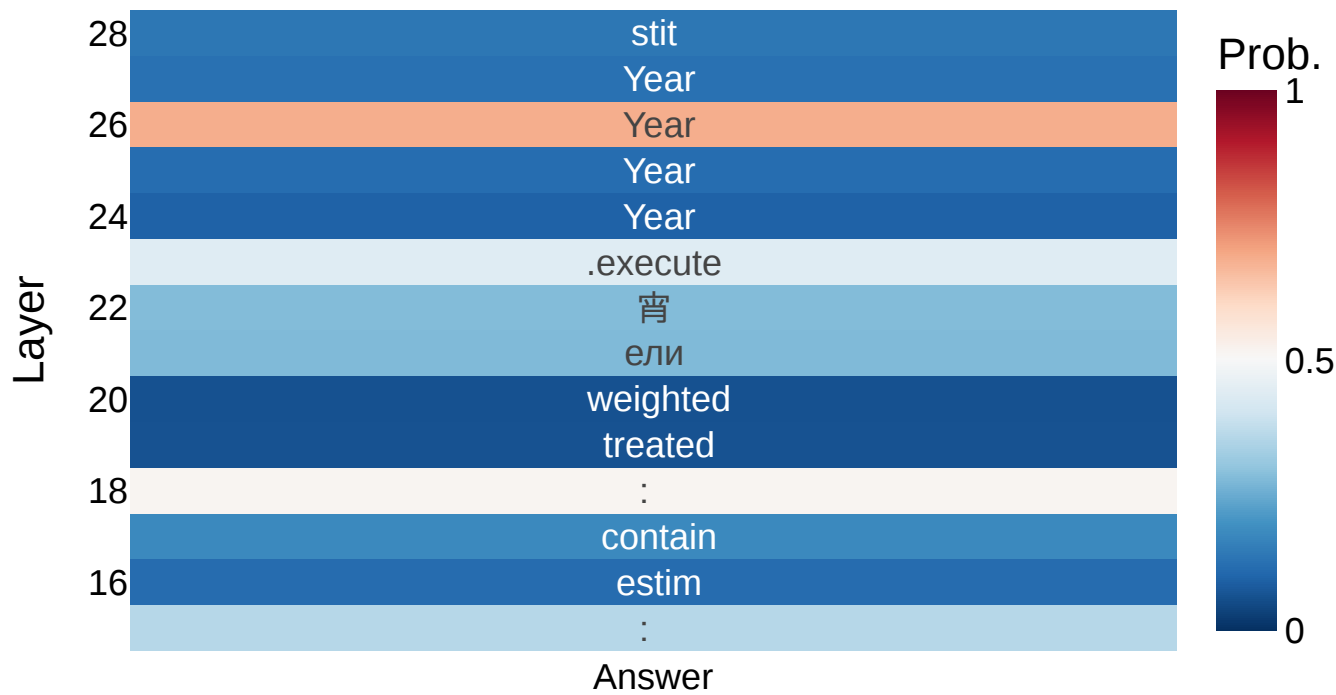 28 stit
Year
26 Year
Year
24 Year
.execute
22 宵
ели
20 weighted
treated
18 :
contain
16 estim
:
Layer
Answer
Prob.
1
0.5
0